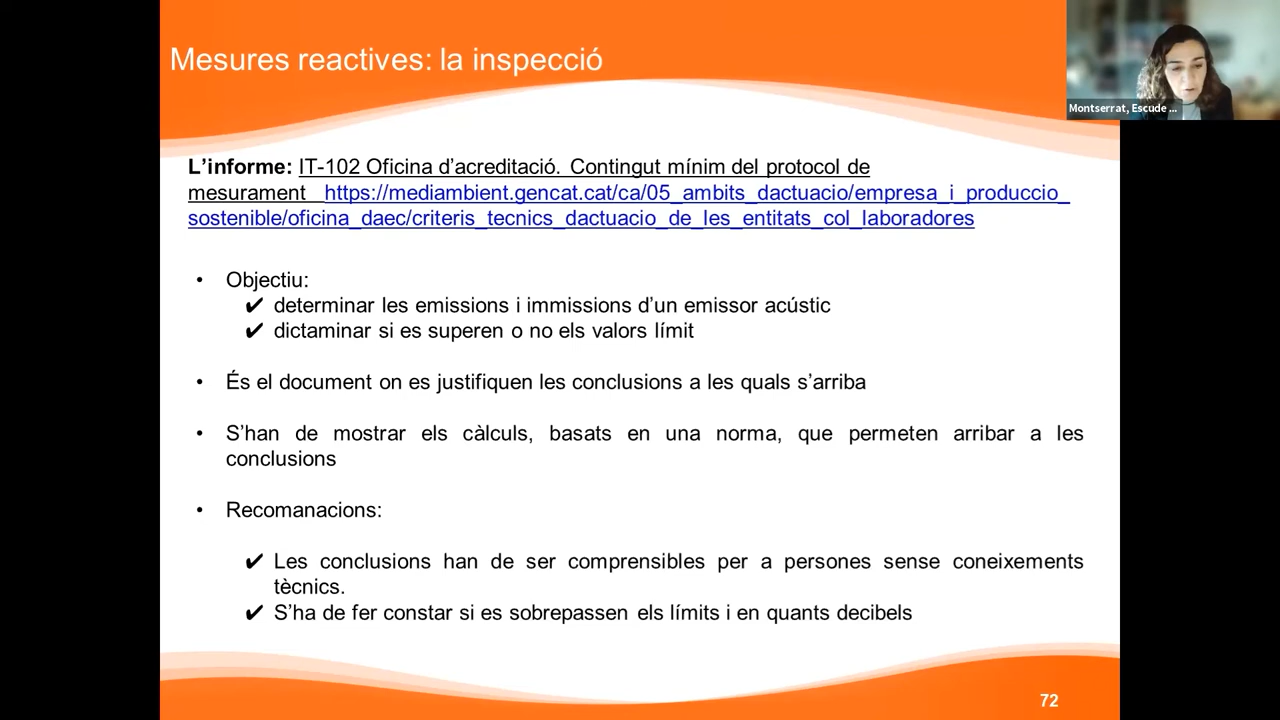 Mesures reactives: la inspecció
Montserrat, Escude ...
L'informe: IT-102 Oficina d'acreditació. Contingut mínim del protocol de
mesurament https://mediambient.gencat.cat/ca/05_ambits_dactuacio/empresa_i_produccio_
sostenible/oficina_daec/criteris_tecnics_dactuacio_de_les_entitats_col_laboradores
• Objectiu:
✔ determinar les emissions i immissions d'un emissor acústic
✔ dictaminar si es superen o no els valors límit
• És el document on es justifiquen les conclusions a les quals s'arriba
• S'han de mostrar els càlculs, basats en una norma, que permeten arribar a les
conclusions
• Recomanacions:
✔ Les conclusions han de ser comprensibles per a persones sense coneixements
tècnics.
✔ S'ha de fer constar si es sobrepassen els límits i en quants decibels
72